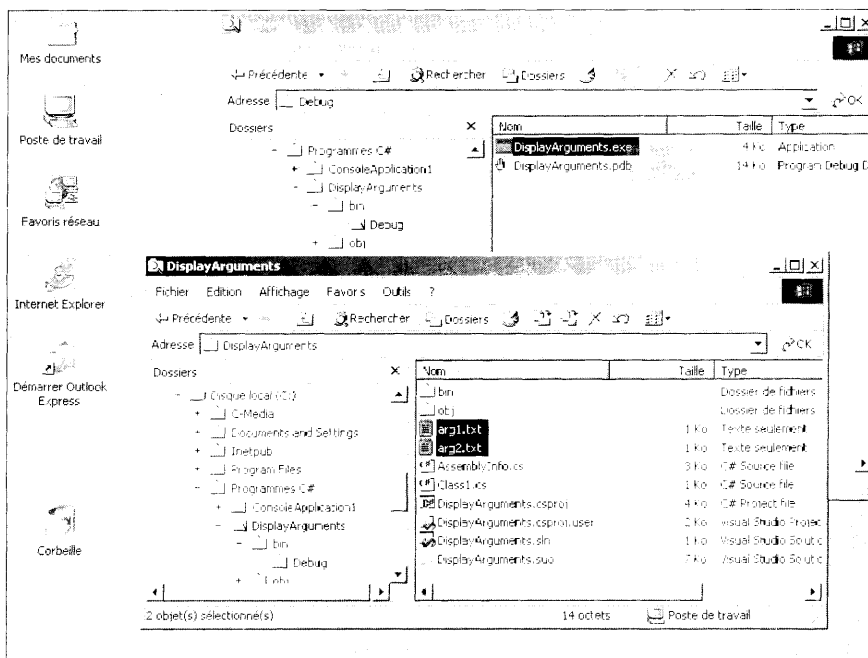 Mes documents
Poste de travail
Favoris réseau
Internet Explorer
Démarrer Outlook
Express
Corbeille
Précédente Rechercher Dossiers
Adresse Debug OK
Dossiers
Programmes C#
ConsoleApplication1
DisplayArguments
bin
Debug
obj
Nom Taille Type
DisplayArguments.exe 4 Ko Application
DisplayArguments.pdb 14 Ko Program Debug D
DisplayArguments
Fichier Edition Affichage Favoris Outils ?
Précédente Rechercher Dossiers
Adresse DisplayArguments OK
Dossiers
Disque local (C:)
C-Media
Documents and Settings
Inetpub
Program Files
Programmes C#
ConsoleApplication1
DisplayArguments
bin
Debug
obj
Nom Taille Type
bin Dossier de fichiers
obj Dossier de fichiers
arg1.txt 1 Ko Texte seulement
arg2.txt 1 Ko Texte seulement
AssemblyInfo.cs 3 Ko C# Source file
Class1.cs 1 Ko C# Source file
DisplayArguments.csproj 4 Ko C# Project file
DisplayArguments.csproj.user 2 Ko Visual Studio Projec
DisplayArguments.sln 1 Ko Visual Studio Soluti
DisplayArguments.suo 7 Ko Visual Studio Soluti
2 objet(s) sélectionné(s) 14 octets Poste de travail